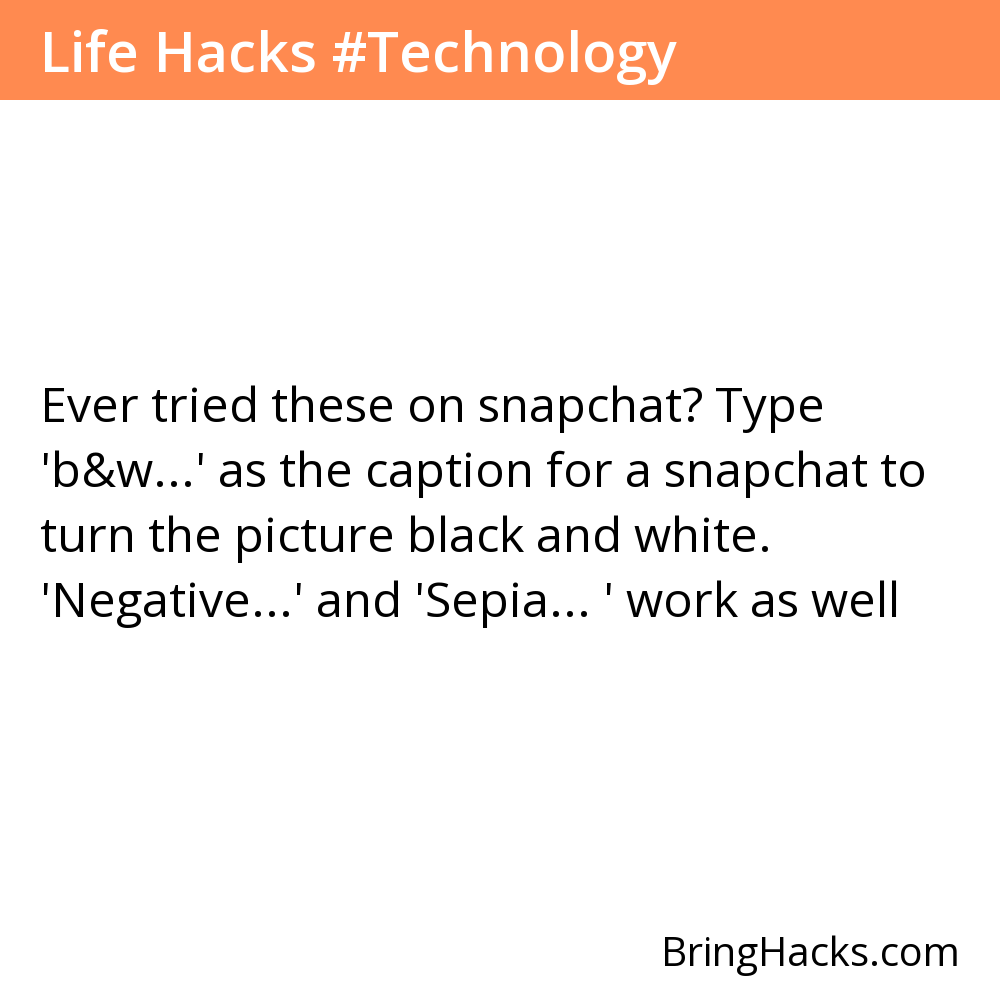 Life Hacks #Technology
Ever tried these on snapchat? Type
'b&w...' as the caption for a snapchat to
turn the picture black and white.
'Negative...' and 'Sepia... ' work as well
BringHacks.com